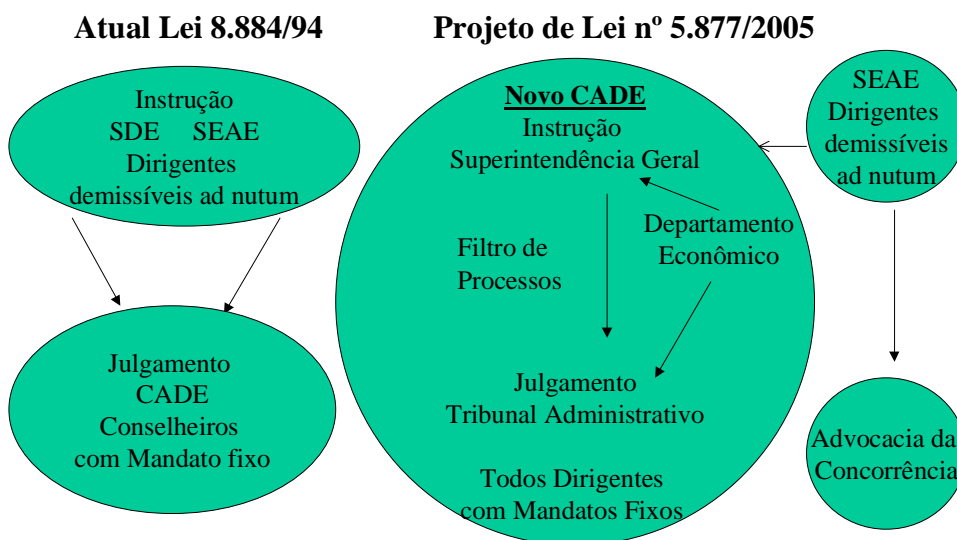 Atual Lei 8.884/94
Instrução
SDE SEAE
Dirigentes
demissíveis ad nutum
Julgamento
CADE
Conselheiros
com Mandato fixo
Projeto de Lei nº 5.877/2005
Novo CADE
Instrução
Superintendência Geral
Departamento
Econômico
Filtro de
Processos
Julgamento
Tribunal Administrativo
Todos Dirigentes
com Mandatos Fixos
SEAE
Dirigentes
demissíveis
ad nutum
Advocacia da
Concorrência